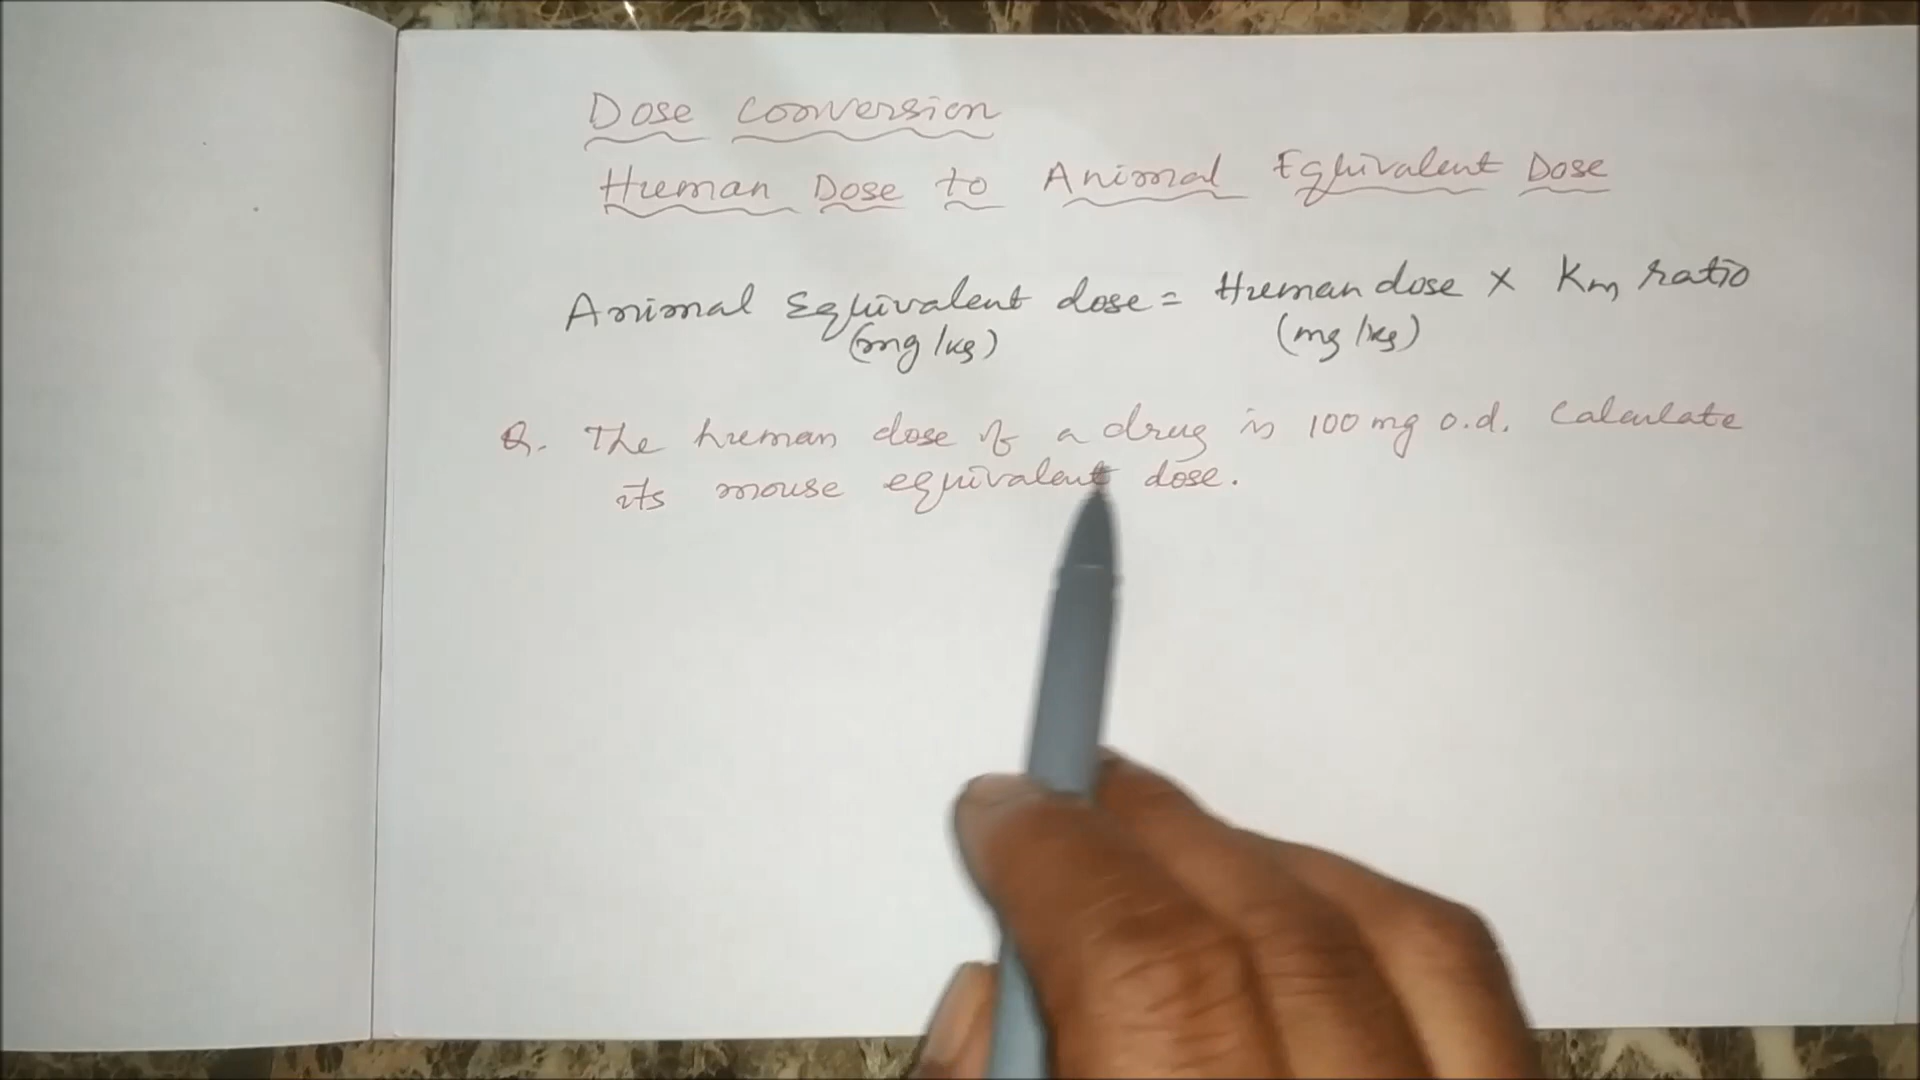 Dose Conversion
Human Dose to Animal Equivalent Dose
Animal Equivalent dose = Human dose × Km ratio
(mg/kg) (mg/kg)
Q. The human dose of a drug is 100 mg o.d. Calculate
its mouse equivalent dose.